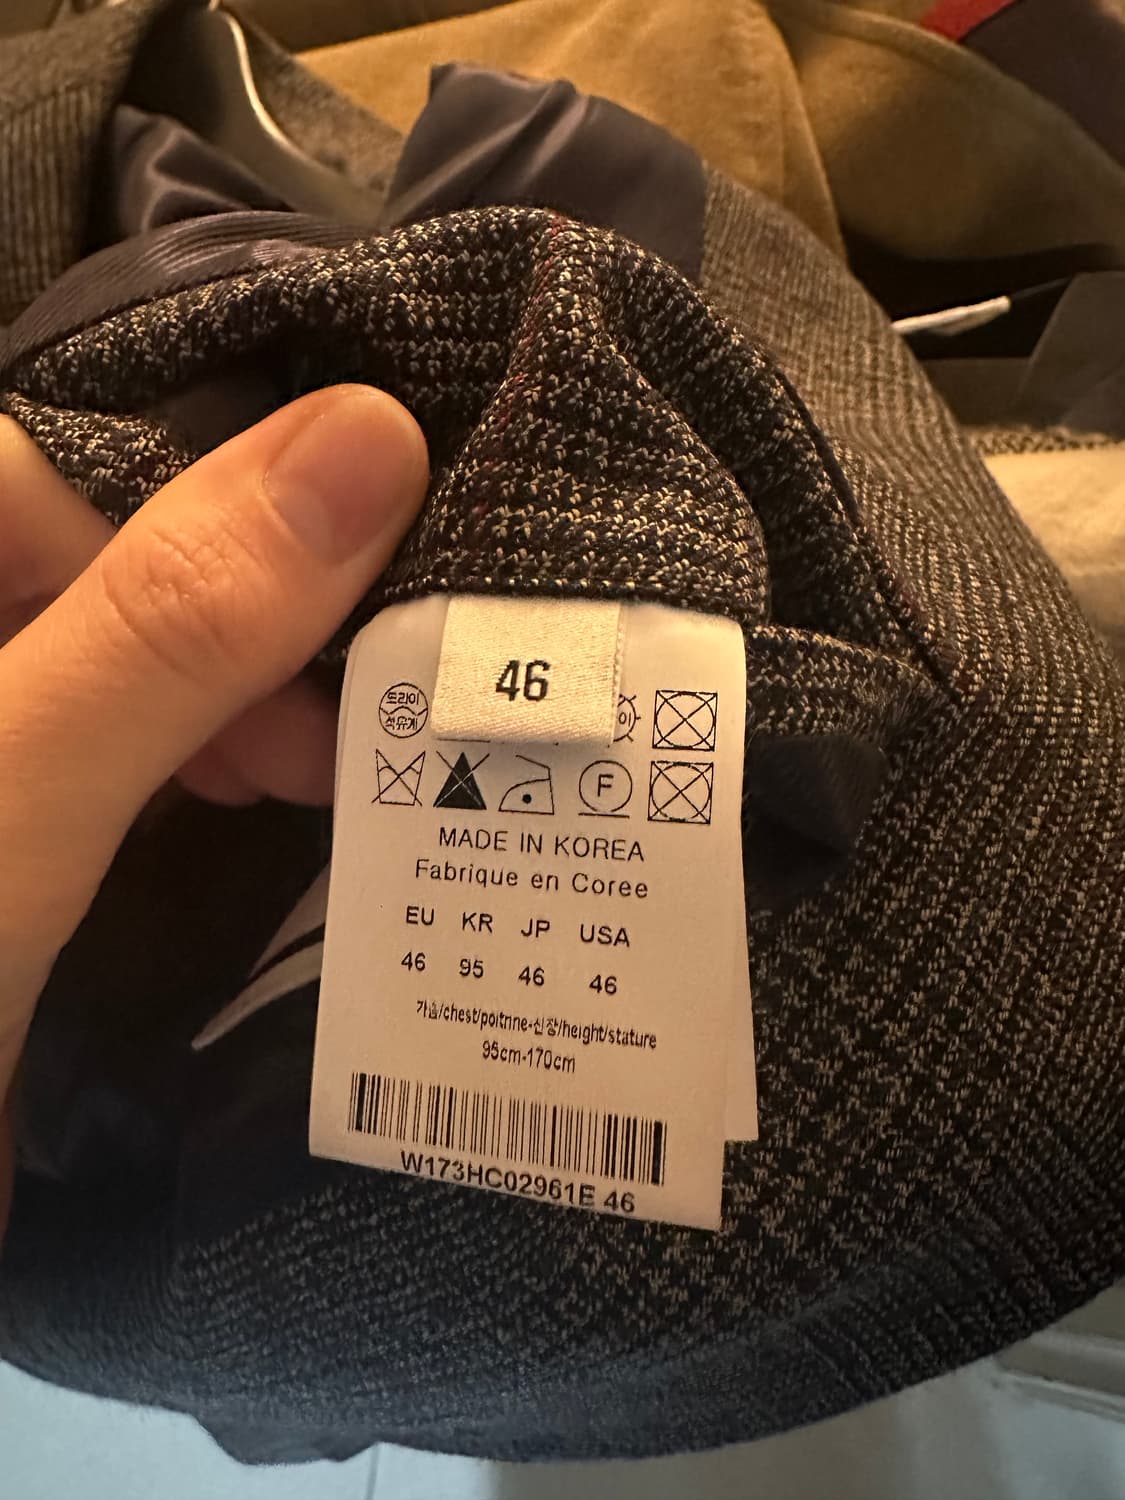 46
드라이
석유계
F
MADE IN KOREA
Fabrique en Coree
EU KR JP USA
46 95 46 46
가슴/chest/poitnne-신장/height/stature
95cm-170cm
W173HC02961E 46